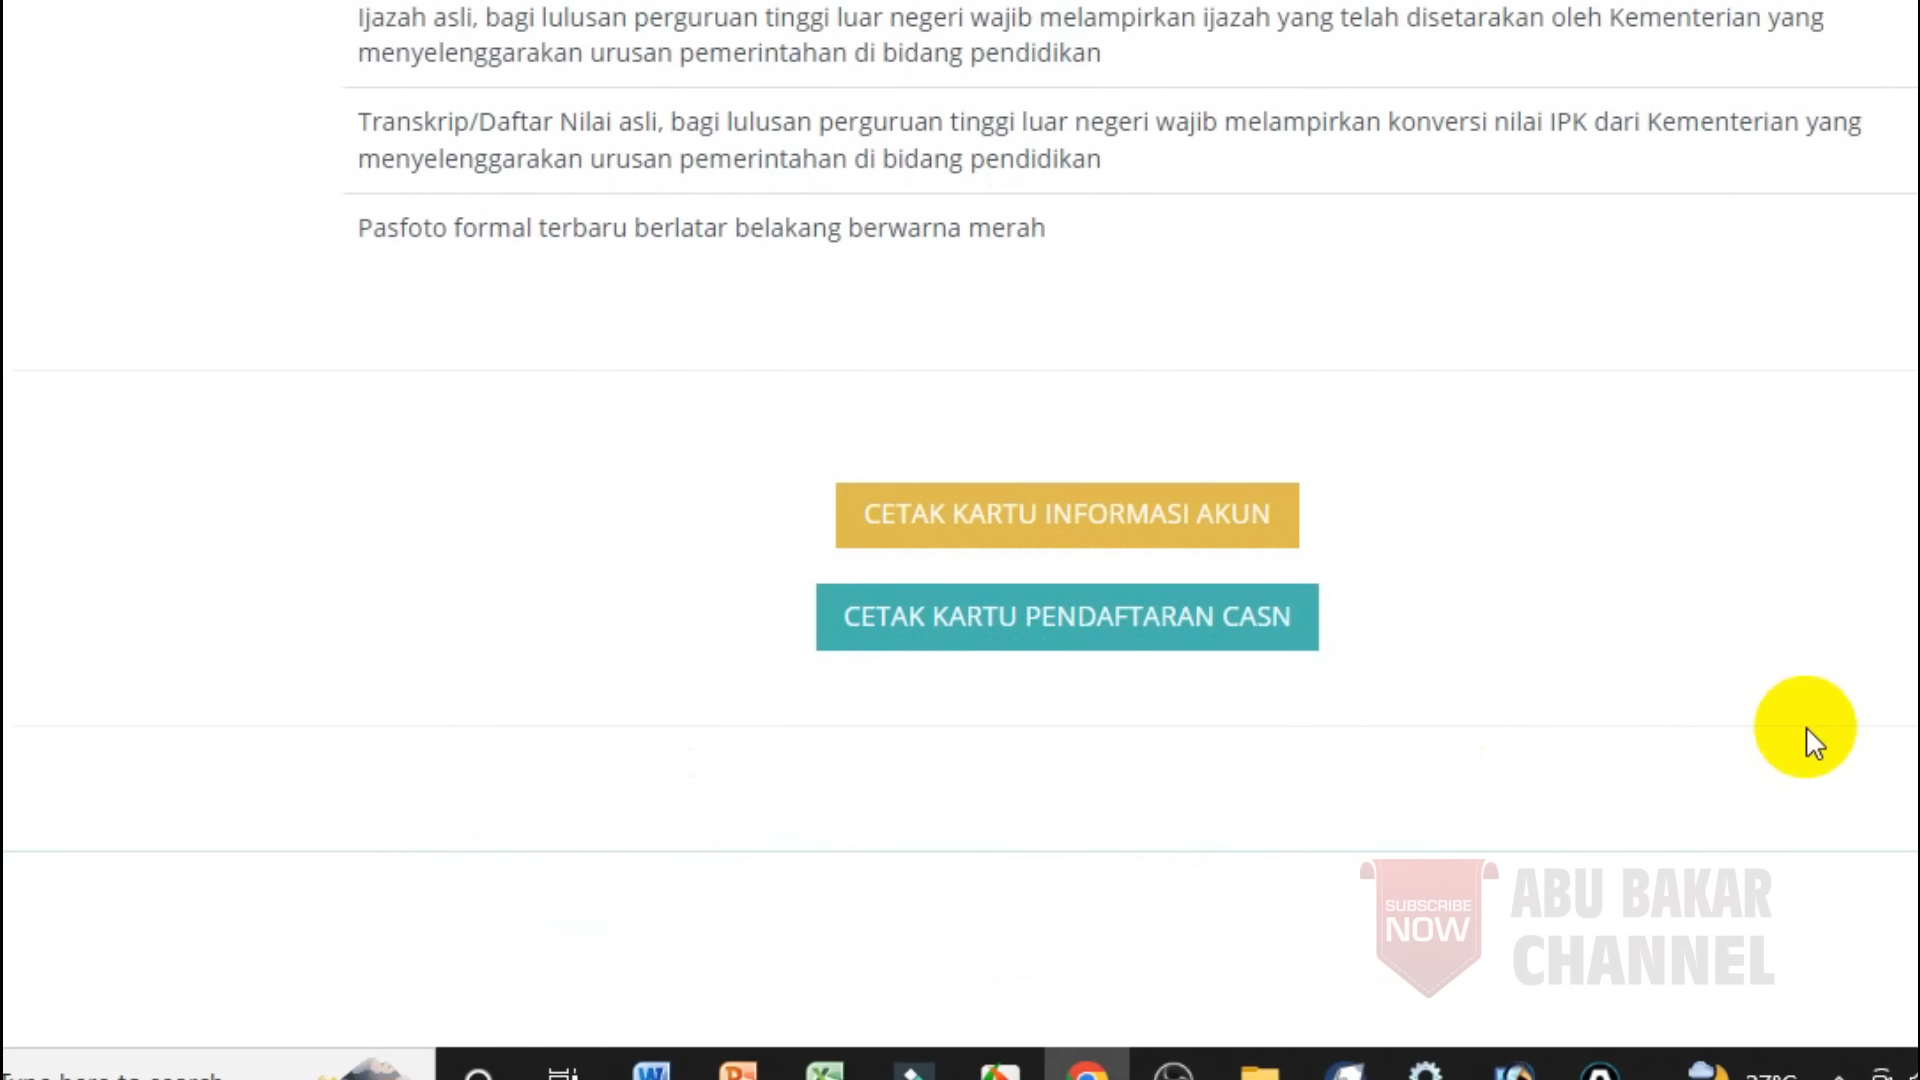 Ijazah asli, bagi lulusan perguruan tinggi luar negeri wajib melampirkan ijazah yang telah disetarakan oleh Kementerian yang
menyelenggarakan urusan pemerintahan di bidang pendidikan
Transkrip/Daftar Nilai asli, bagi lulusan perguruan tinggi luar negeri wajib melampirkan konversi nilai IPK dari Kementerian yang
menyelenggarakan urusan pemerintahan di bidang pendidikan
Pasfoto formal terbaru berlatar belakang berwarna merah
CETAK KARTU INFORMASI AKUN
CETAK KARTU PENDAFTARAN CASN
SUBSCRIBE
NOW
ABU BAKAR
CHANNEL